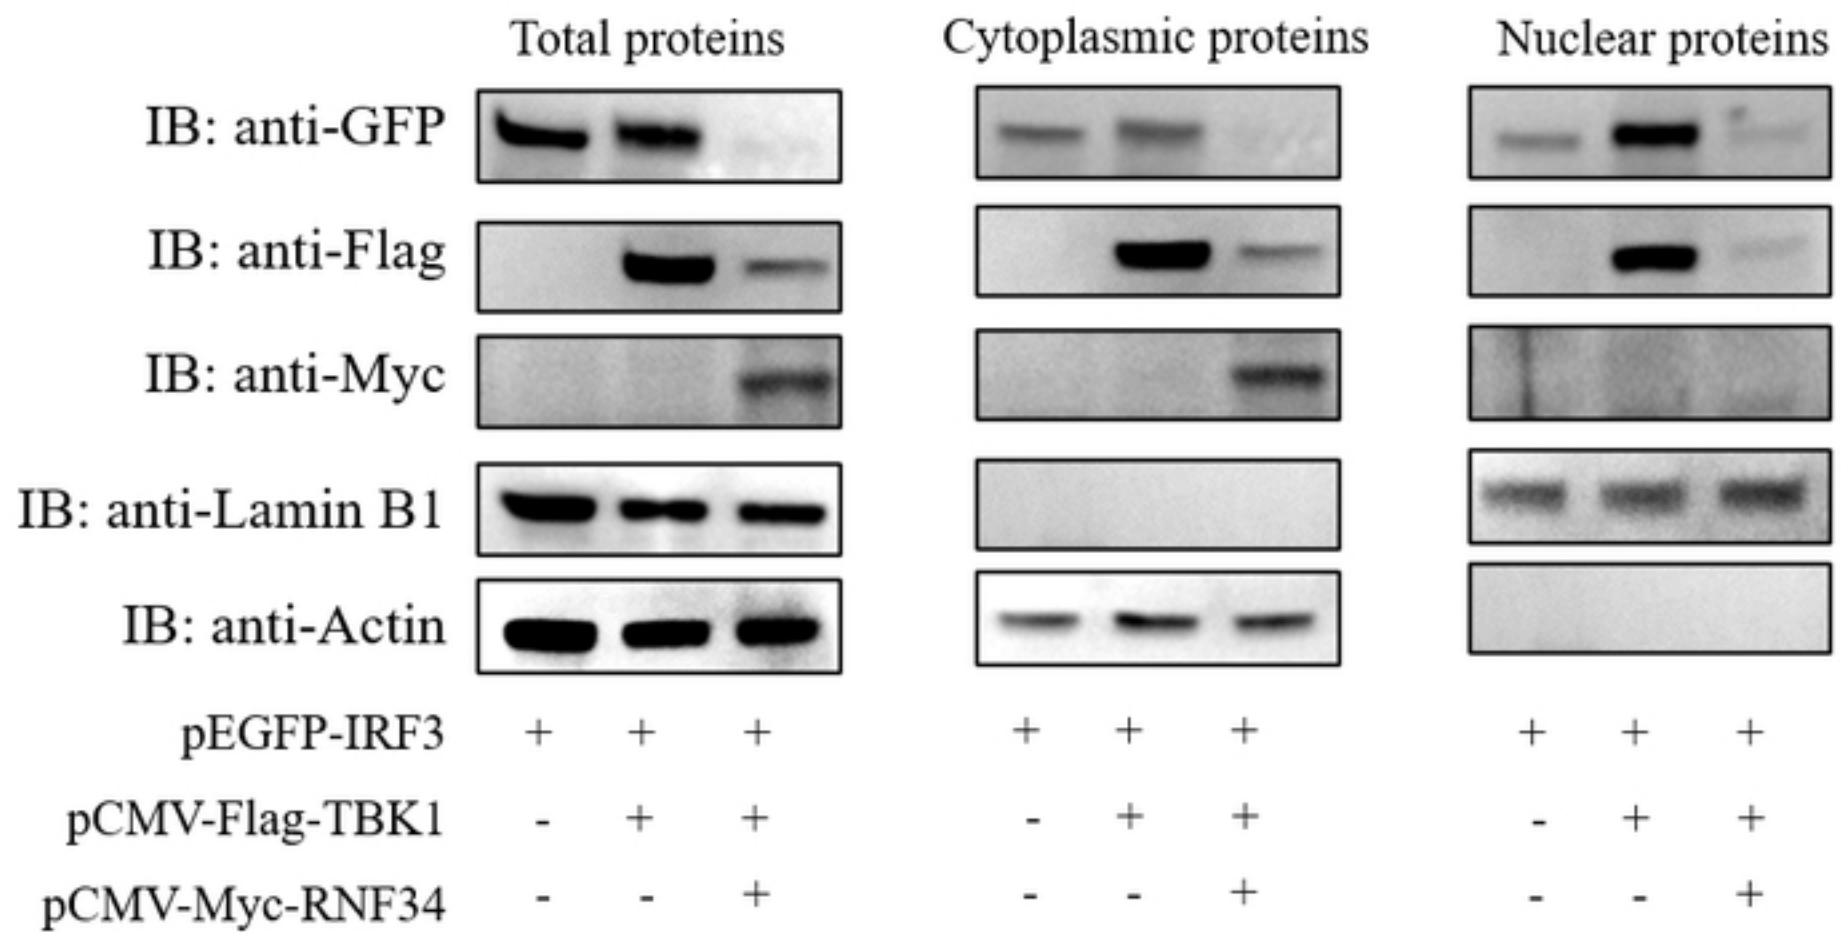 Total proteins Cytoplasmic proteins Nuclear proteins
IB: anti-GFP
IB: anti-Flag
IB: anti-Myc
IB: anti-Lamin B1
IB: anti-Actin
pEGFP-IRF3 + + + + + + + + +
pCMV-Flag-TBK1 - + + - + + - + +
pCMV-Myc-RNF34 - - + - - + - - +